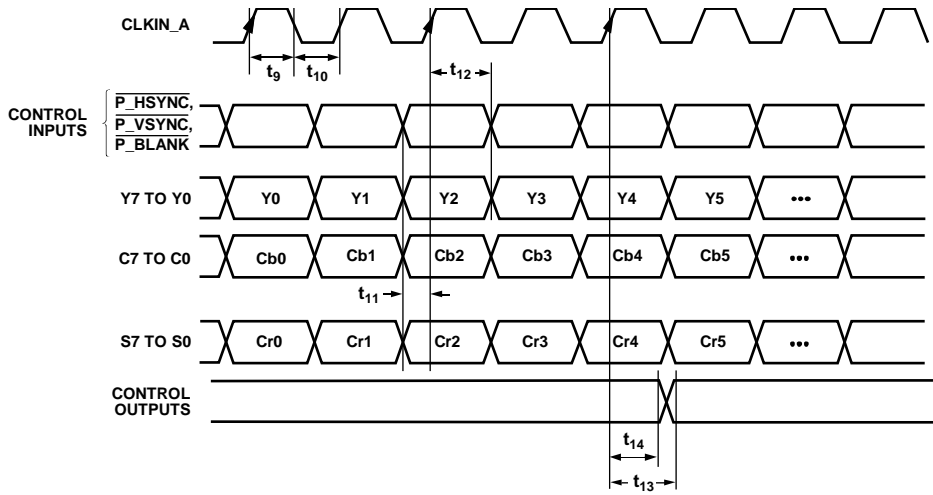 CLKIN_A
t9
t10
t12
CONTROL
INPUTS
P_HSYNC,
P_VSYNC,
P_BLANK
Y7 TO Y0
Y0
Y1
Y2
Y3
Y4
Y5
•••
C7 TO C0
Cb0
Cb1
Cb2
Cb3
Cb4
Cb5
•••
t11
S7 TO S0
Cr0
Cr1
Cr2
Cr3
Cr4
Cr5
•••
CONTROL
OUTPUTS
t14
t13